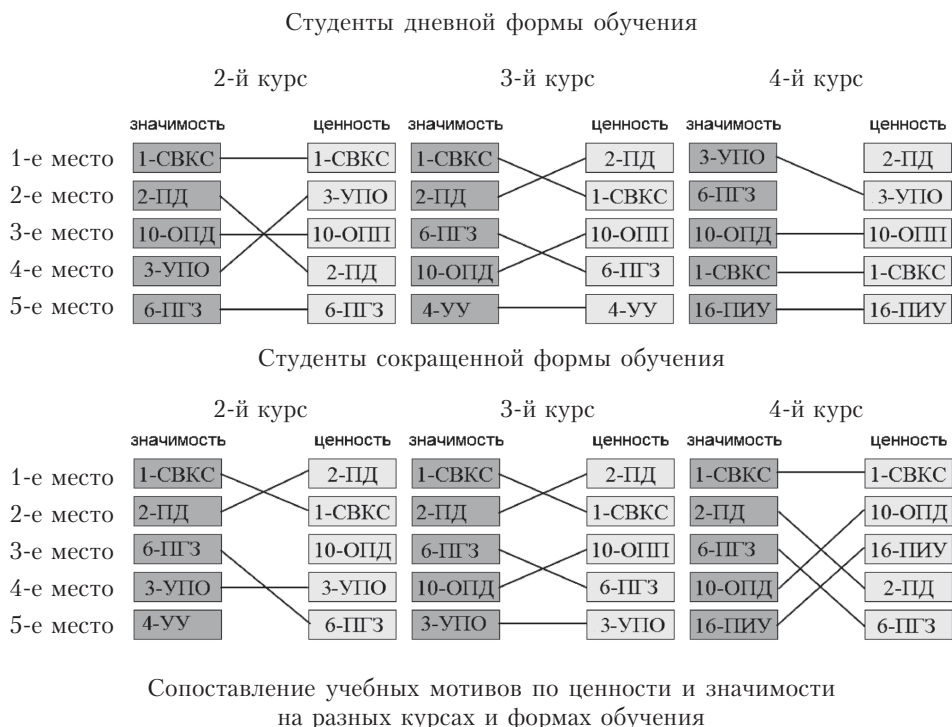 Студенты дневной формы обучения
2-й курс 3-й курс 4-й курс
значимость ценность значимость ценность значимость ценность
1-е место 1-СВКС 1-СВКС 1-СВКС 2-ПД 3-УПО 2-ПД
2-е место 2-ПД 3-УПО 2-ПД 1-СВКС 6-ПГЗ 3-УПО
3-е место 10-ОПД 10-ОПП 6-ПГЗ 10-ОПП 10-ОПД 10-ОПП
4-е место 3-УПО 2-ПД 10-ОПД 6-ПГЗ 1-СВКС 1-СВКС
5-е место 6-ПГЗ 6-ПГЗ 4-УУ 4-УУ 16-ПИУ 16-ПИУ
Студенты сокращенной формы обучения
2-й курс 3-й курс 4-й курс
значимость ценность значимость ценность значимость ценность
1-е место 1-СВКС 2-ПД 1-СВКС 2-ПД 1-СВКС 1-СВКС
2-е место 2-ПД 1-СВКС 2-ПД 1-СВКС 2-ПД 10-ОПД
3-е место 6-ПГЗ 10-ОПД 6-ПГЗ 10-ОПП 6-ПГЗ 16-ПИУ
4-е место 3-УПО 3-УПО 10-ОПД 6-ПГЗ 10-ОПД 2-ПД
5-е место 4-УУ 6-ПГЗ 3-УПО 3-УПО 16-ПИУ 6-ПГЗ
Сопоставление учебных мотивов по ценности и значимости
на разных курсах и формах обучения